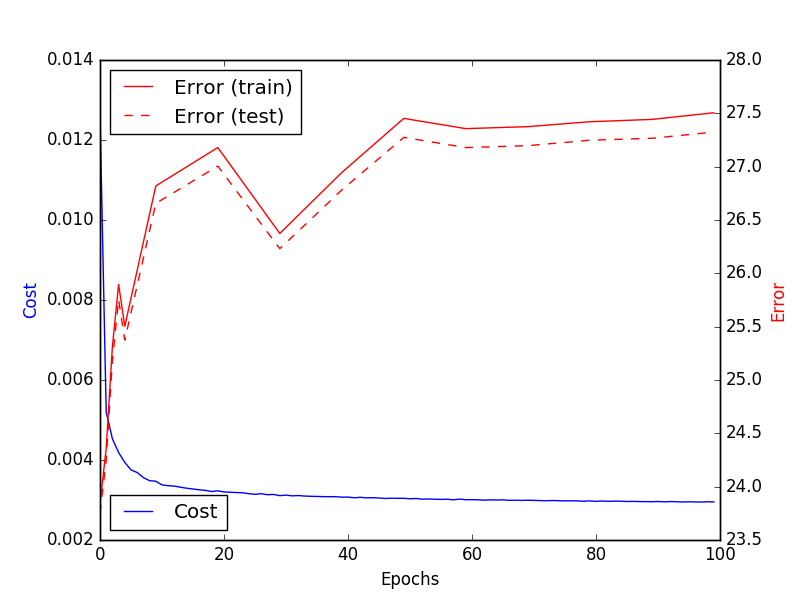 0.014
0.012
0.010
0.008
0.006
0.004
0.002
Cost
Error (train)
Error (test)
Cost
28.0
27.5
27.0
26.5
26.0
25.5
25.0
24.5
24.0
23.5
Error
0 20 40 60 80 100
Epochs